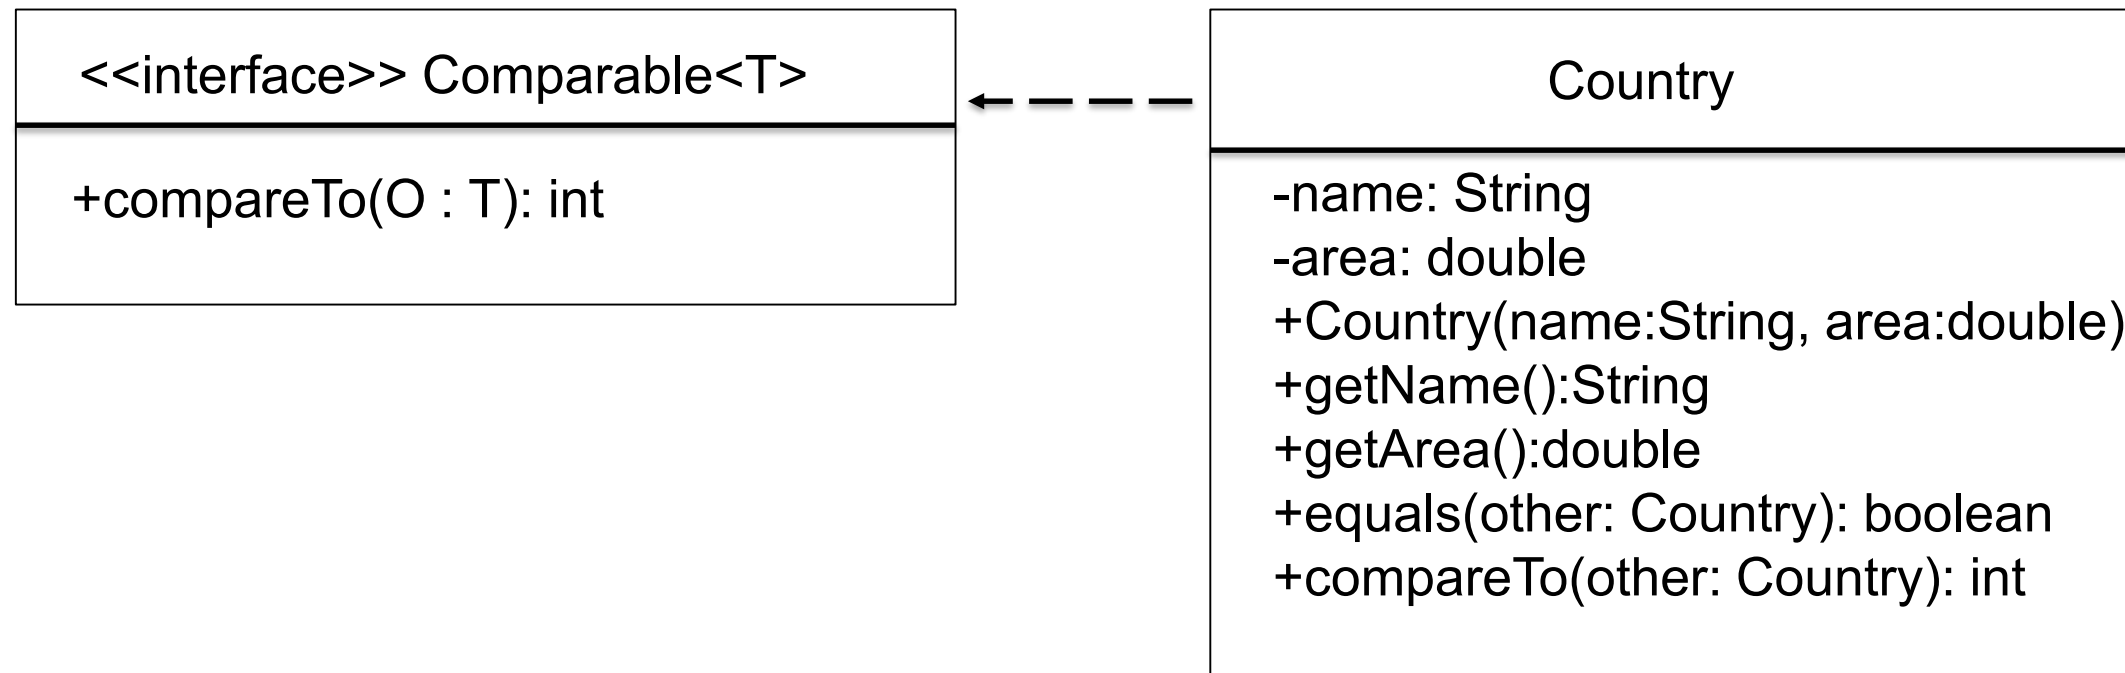 <<interface>> Comparable<T>
+compareTo(O : T): int
Country
-name: String
-area: double
+Country(name:String, area:double)
+getName():String
+getArea():double
+equals(other: Country): boolean
+compareTo(other: Country): int